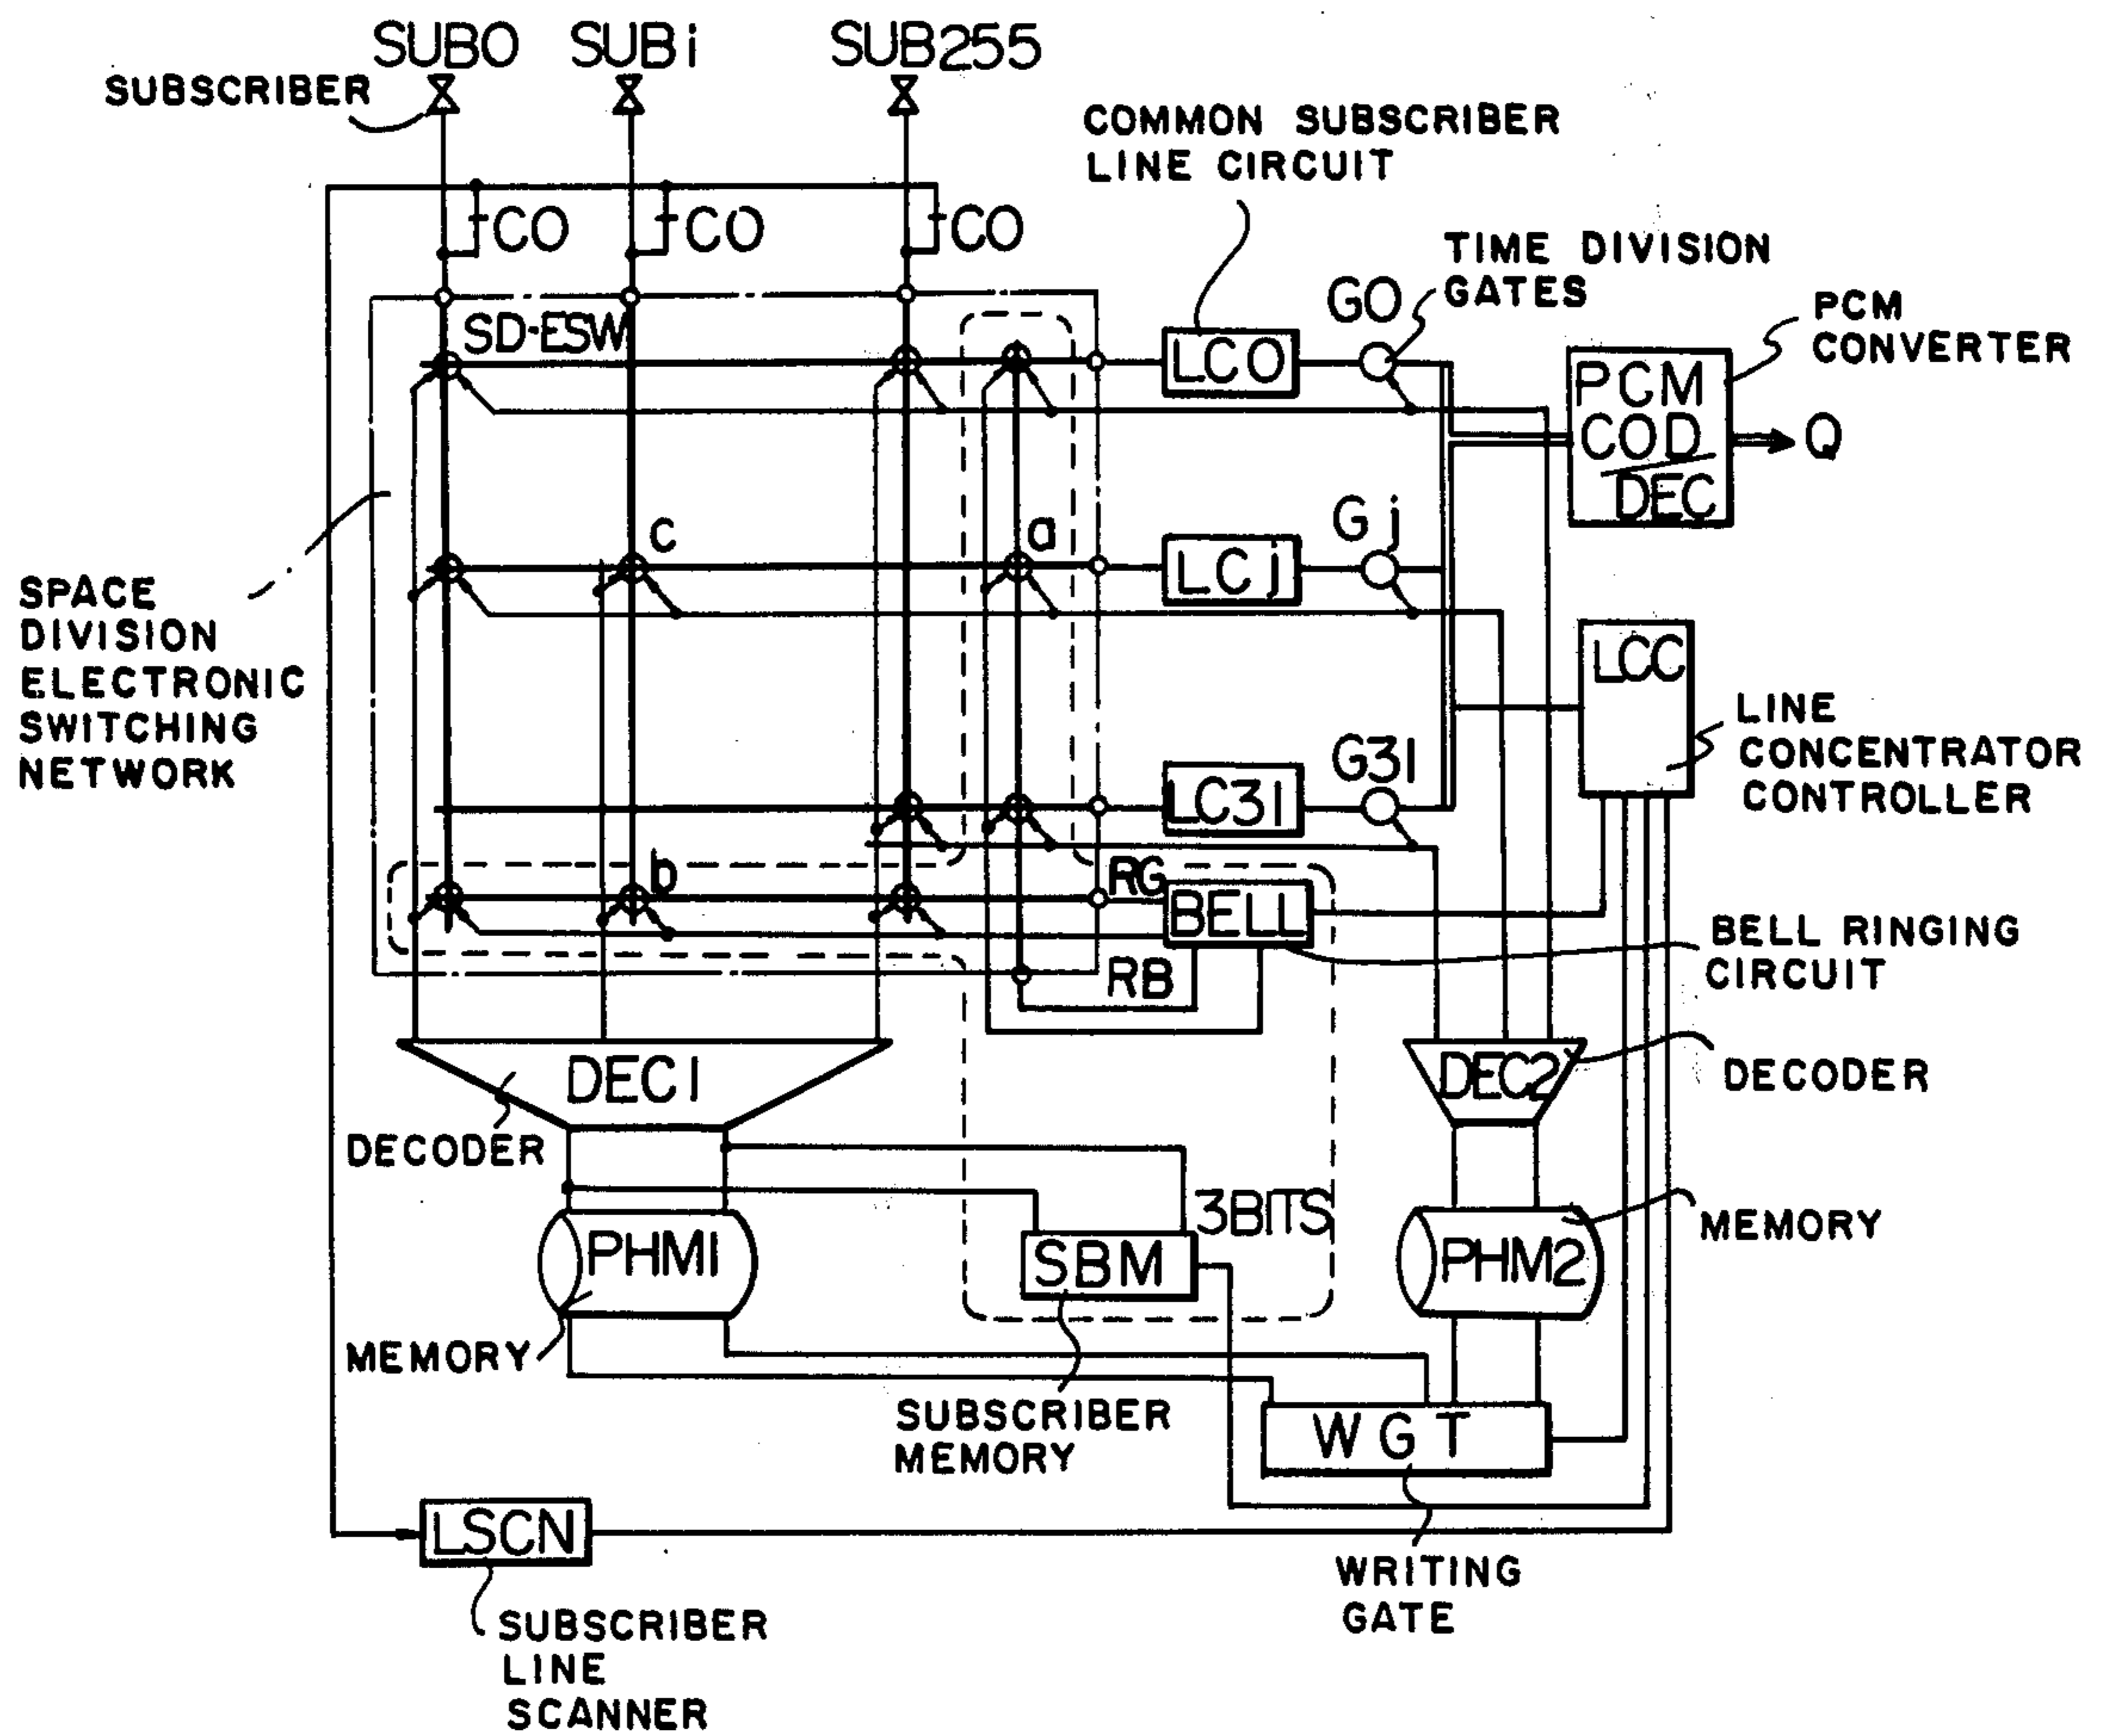 SUB0 SUBi SUB255
SUBSCRIBER
COMMON SUBSCRIBER
LINE CIRCUIT
CO CO CO
TIME DIVISION
GATES
G0
PCM
CONVERTER
SD-ESW
LC0
PCM
COD
DEC
Q
c
a
LCj
Gj
SPACE
DIVISION
ELECTRONIC
SWITCHING
NETWORK
LCC
LINE
CONCENTRATOR
CONTROLLER
G31
LC31
b
RG
BELL
BELL RINGING
CIRCUIT
RB
DEC1
DEC2
DECODER
DECODER
3BITS
PHM1
SBM
PHM2
MEMORY
MEMORY
SUBSCRIBER
MEMORY
WGT
LSCN
WRITING
GATE
SUBSCRIBER
LINE
SCANNER